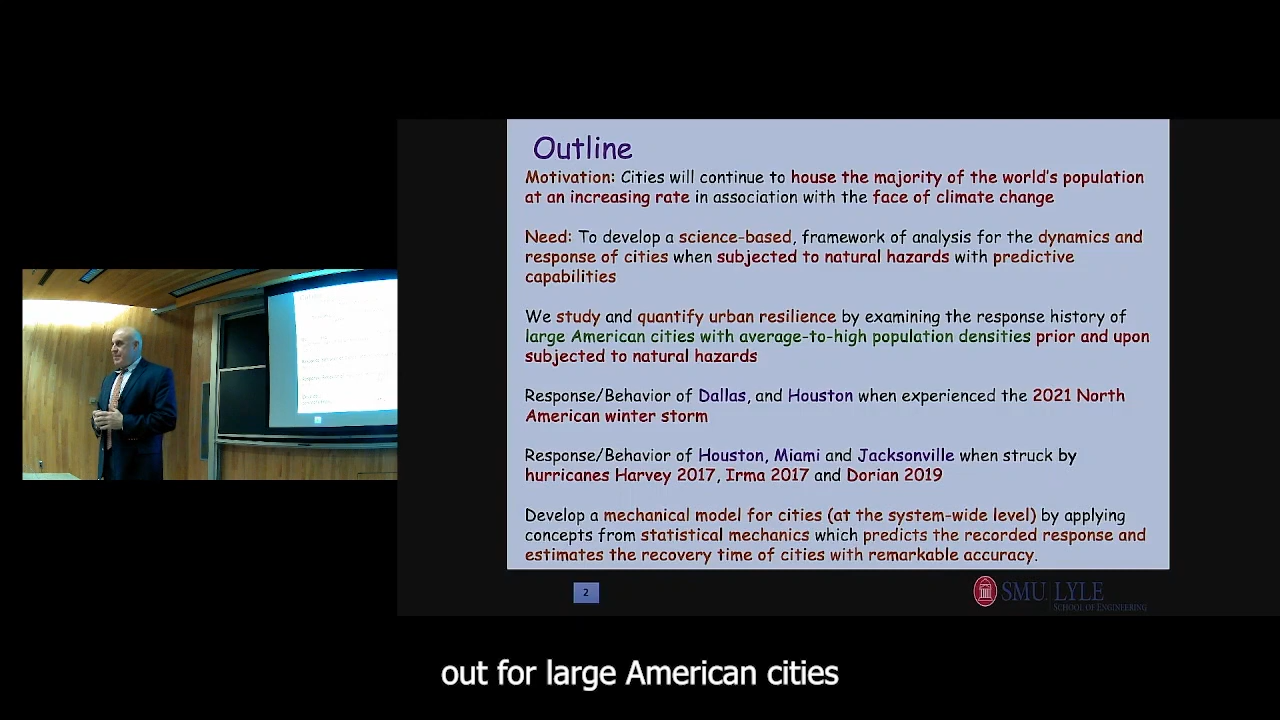 Outline
Motivation: Cities will continue to house the majority of the world's population
at an increasing rate in association with the face of climate change
Need: To develop a science-based, framework of analysis for the dynamics and
response of cities when subjected to natural hazards with predictive
capabilities
We study and quantify urban resilience by examining the response history of
large American cities with average-to-high population densities prior and upon
subjected to natural hazards
Response/Behavior of Dallas, and Houston when experienced the 2021 North
American winter storm
Response/Behavior of Houston, Miami and Jacksonville when struck by
hurricanes Harvey 2017, Irma 2017 and Dorian 2019
Develop a mechanical model for cities (at the system-wide level) by applying
concepts from statistical mechanics which predicts the recorded response and
estimates the recovery time of cities with remarkable accuracy.
2
SMU. LYLE
SCHOOL OF ENGINEERING
out for large American cities